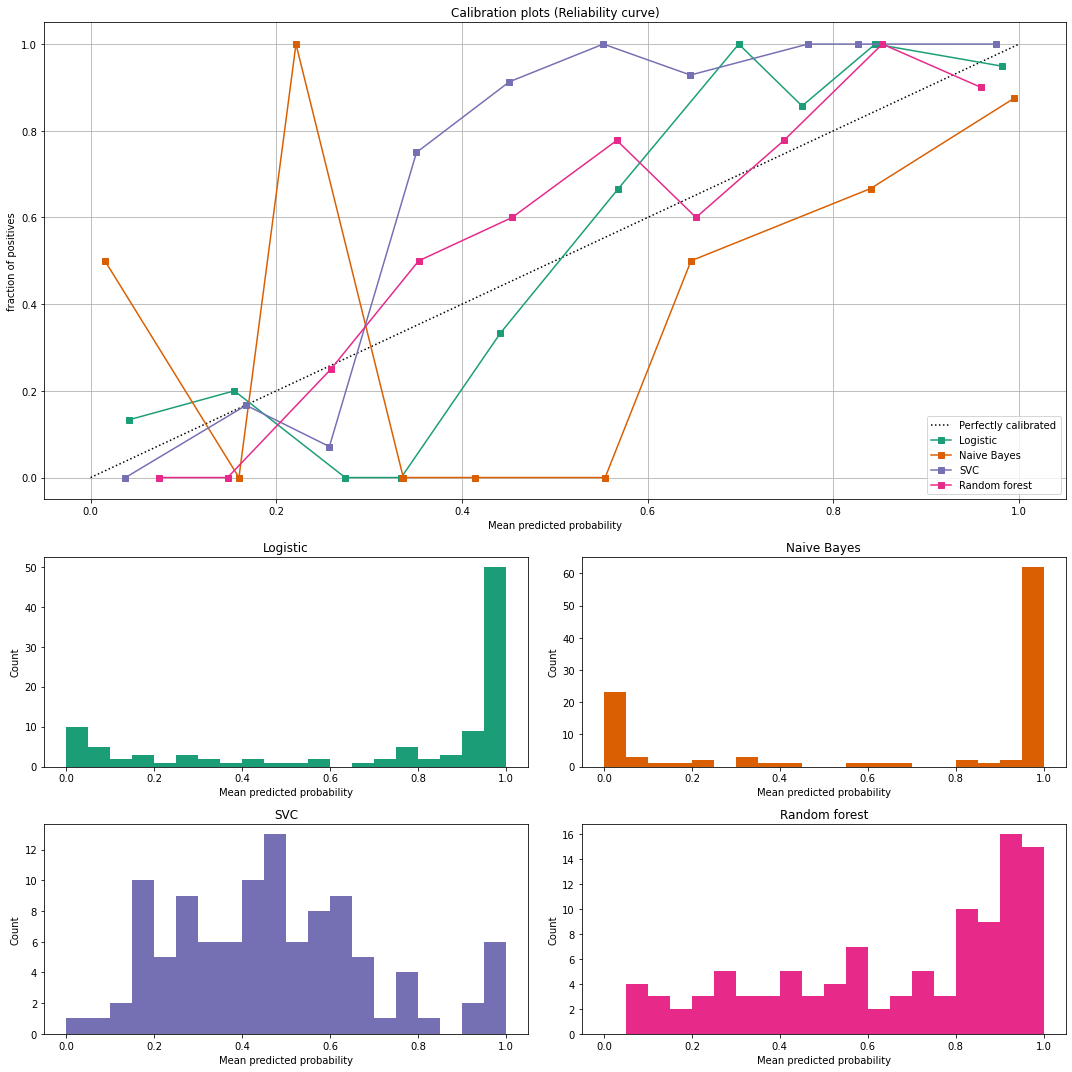 Calibration plots (Reliability curve)
1.0
0.8
0.6
0.4
0.2
0.0
fraction of positives
0.0 0.2 0.4 0.6 0.8 1.0
Mean predicted probability
Perfectly calibrated
Logistic
Naive Bayes
SVC
Random forest
Logistic
50
40
30
20
10
0
Count
0.0 0.2 0.4 0.6 0.8 1.0
Mean predicted probability
Naive Bayes
60
50
40
30
20
10
0
Count
0.0 0.2 0.4 0.6 0.8 1.0
Mean predicted probability
SVC
12
10
8
6
4
2
0
Count
0.0 0.2 0.4 0.6 0.8 1.0
Mean predicted probability
Random forest
16
14
12
10
8
6
4
2
0
Count
0.0 0.2 0.4 0.6 0.8 1.0
Mean predicted probability